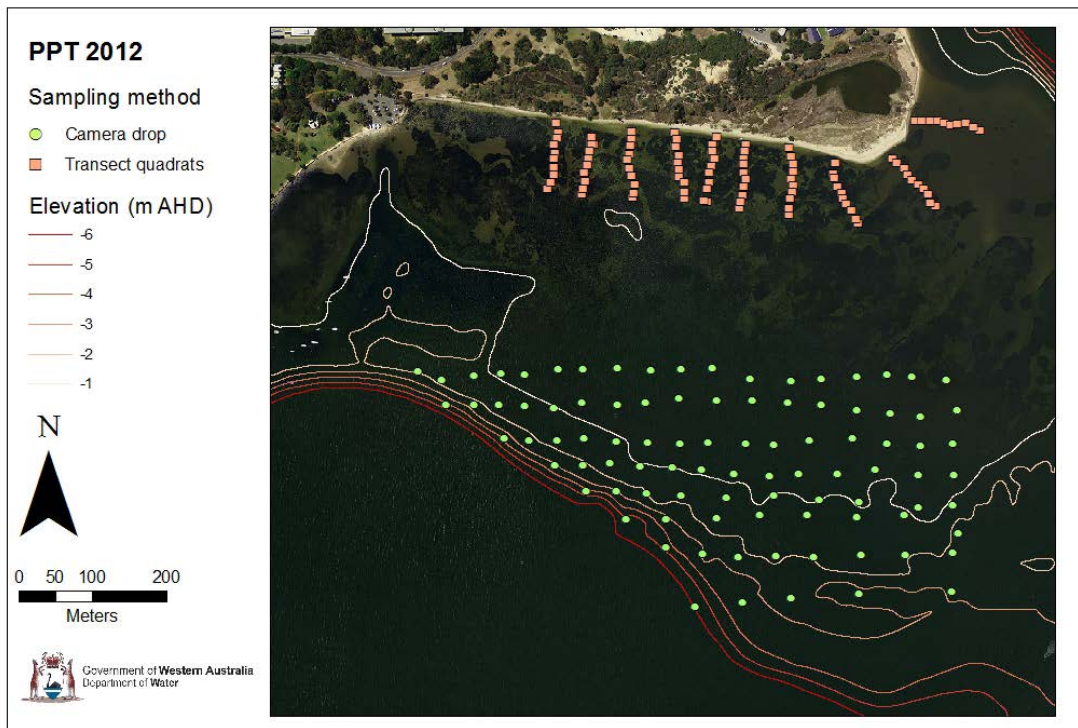 PPT 2012
Sampling method
Camera drop
Transect quadrats
Elevation (m AHD)
-6
-5
-4
-3
-2
-1
N
0 50 100 200
Meters
Government of Western Australia
Department of Water